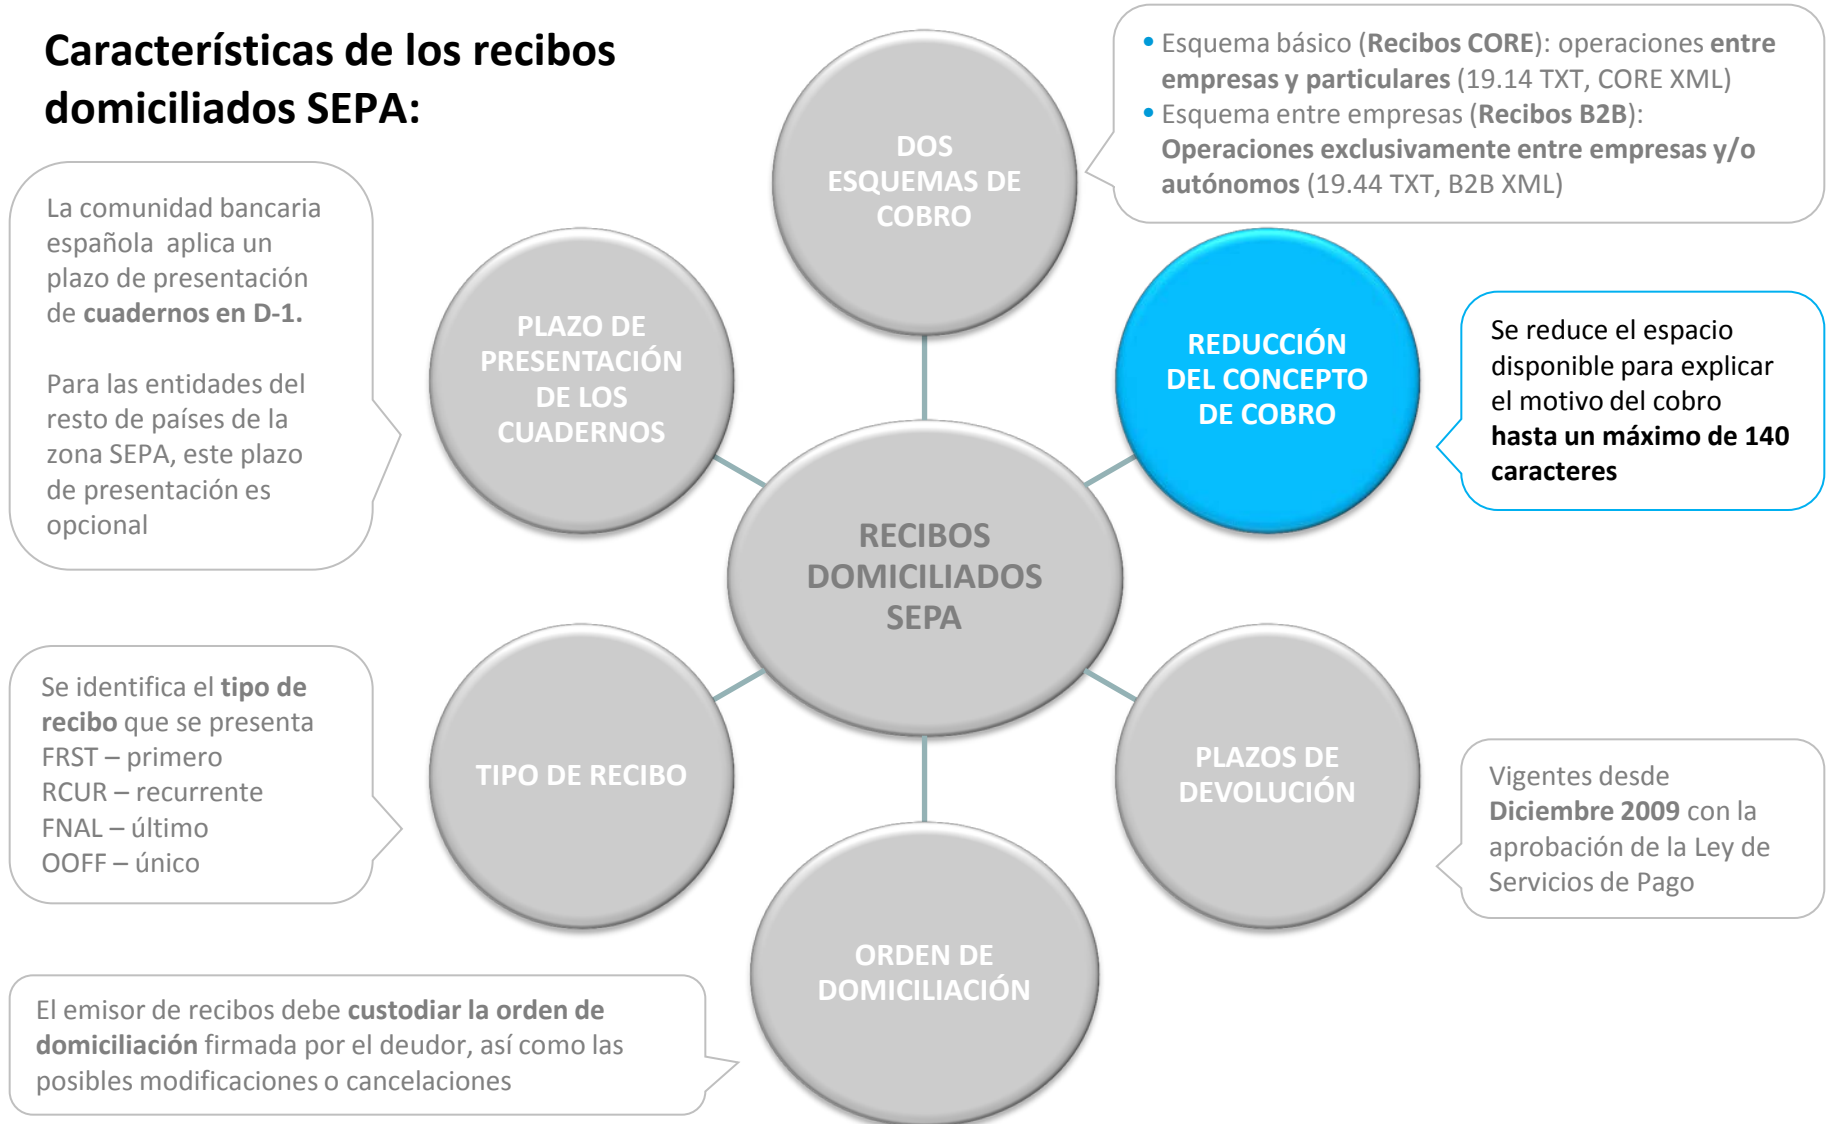 Características de los recibos
domiciliados SEPA:
DOS
ESQUEMAS DE
COBRO
• Esquema básico (Recibos CORE): operaciones entre
empresas y particulares (19.14 TXT, CORE XML)
• Esquema entre empresas (Recibos B2B):
Operaciones exclusivamente entre empresas y/o
autónomos (19.44 TXT, B2B XML)
La comunidad bancaria
española aplica un
plazo de presentación
de cuadernos en D-1.
Para las entidades del
resto de países de la
zona SEPA, este plazo
de presentación es
opcional
PLAZO DE
PRESENTACIÓN
DE LOS
CUADERNOS
REDUCCIÓN
DEL CONCEPTO
DE COBRO
Se reduce el espacio
disponible para explicar
el motivo del cobro
hasta un máximo de 140
caracteres
RECIBOS
DOMICILIADOS
SEPA
Se identifica el tipo de
recibo que se presenta
FRST – primero
RCUR – recurrente
FNAL – último
OOFF – único
TIPO DE RECIBO
PLAZOS DE
DEVOLUCIÓN
Vigentes desde
Diciembre 2009 con la
aprobación de la Ley de
Servicios de Pago
ORDEN DE
DOMICILIACIÓN
El emisor de recibos debe custodiar la orden de
domiciliación firmada por el deudor, así como las
posibles modificaciones o cancelaciones